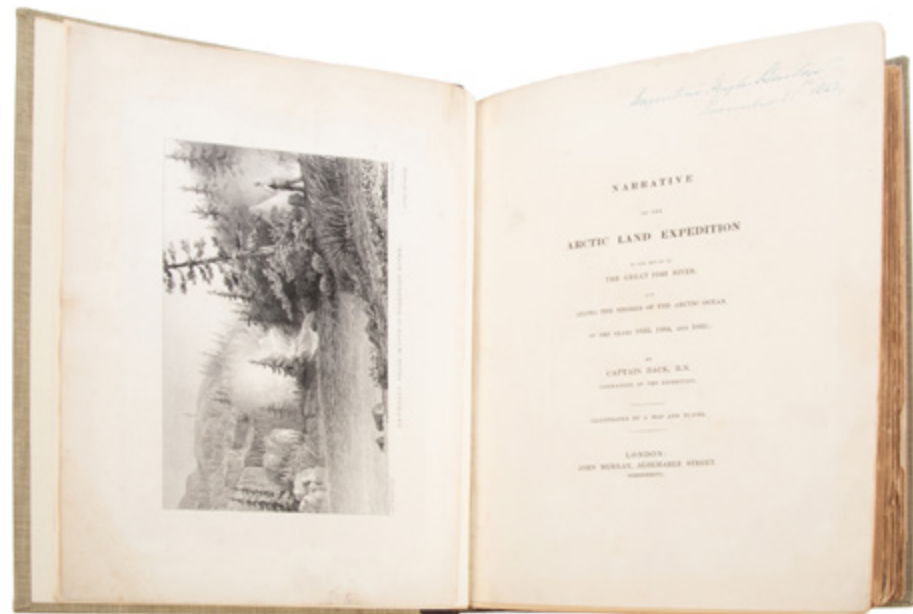 NARRATIVE
OF THE
ARCTIC LAND EXPEDITION
TO THE MOUTH OF
THE GREAT FISH RIVER,
AND
ALONG THE SHORES OF THE ARCTIC OCEAN,
IN THE YEARS 1833, 1834, AND 1835;
BY
CAPTAIN BACK, R.N.
COMMANDER OF THE EXPEDITION.
ILLUSTRATED BY A MAP AND PLATES.
LONDON:
JOHN MURRAY, ALBEMARLE STREET.